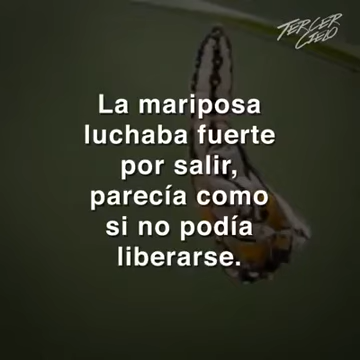 TERCER
CIELO
La mariposa
luchaba fuerte
por salir,
parecía como
si no podía
liberarse.